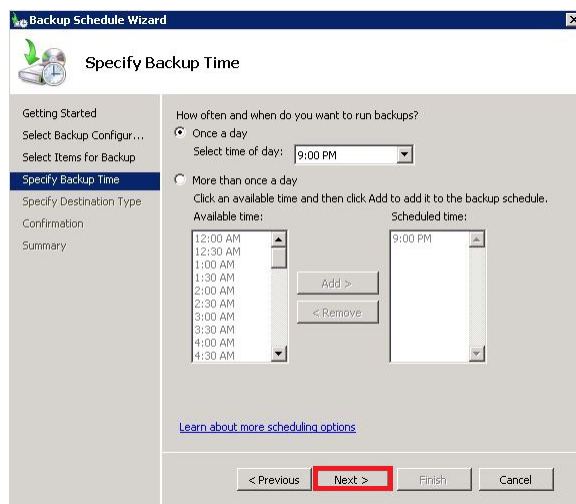 Backup Schedule Wizard
Specify Backup Time
Getting Started
Select Backup Configur...
Select Items for Backup
Specify Backup Time
Specify Destination Type
Confirmation
Summary
How often and when do you want to run backups?
Once a day
Select time of day:
9:00 PM
More than once a day
Click an available time and then click Add to add it to the backup schedule.
Available time:
Scheduled time:
12:00 AM
12:30 AM
1:00 AM
1:30 AM
2:00 AM
2:30 AM
3:00 AM
3:30 AM
4:00 AM
4:30 AM
Add >
< Remove
9:00 PM
Learn about more scheduling options
< Previous
Next >
Finish
Cancel